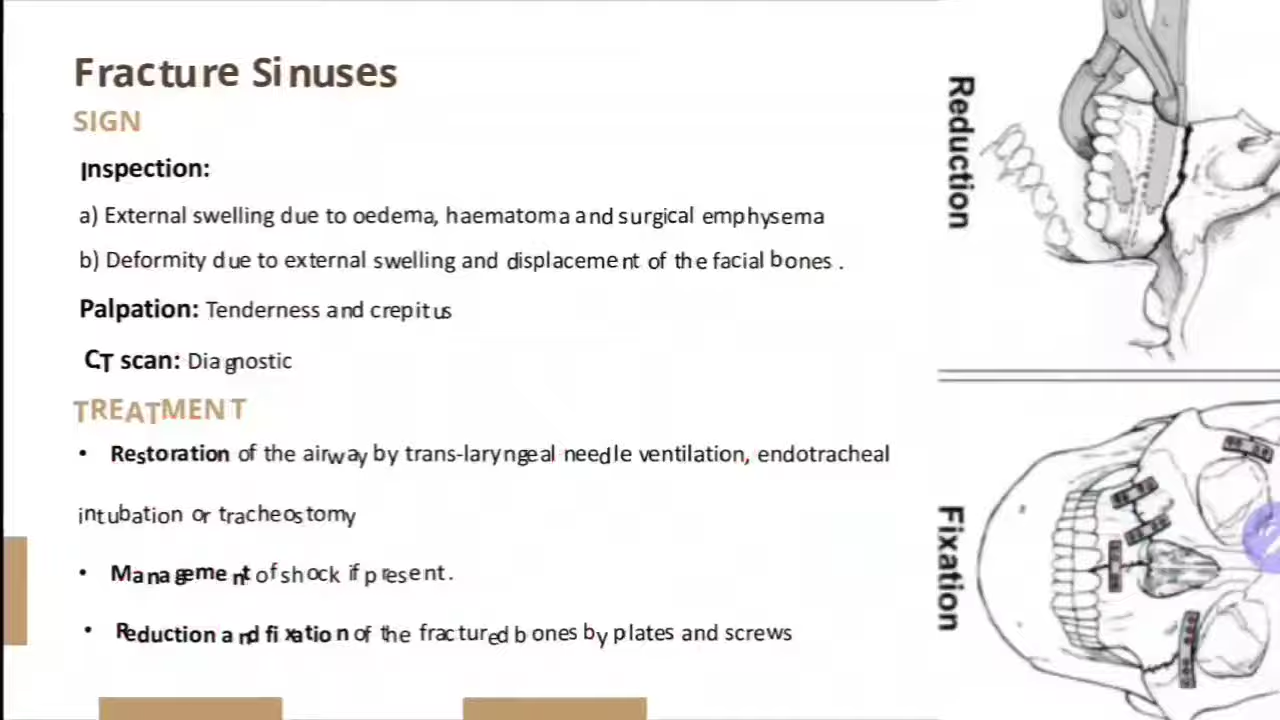 Fracture Sinuses
SIGN
Inspection:
a) External swelling due to oedema, haematoma and surgical emphysema
b) Deformity due to external swelling and displacement of the facial bones .
Palpation: Tenderness and crepitus
CT scan: Diagnostic
TREATMENT
• Restoration of the airway by trans-laryngeal needle ventilation, endotracheal
intubation or tracheostomy
• Management of shock if present.
• Reduction and fixation of the fractured bones by plates and screws
Reduction
Fixation